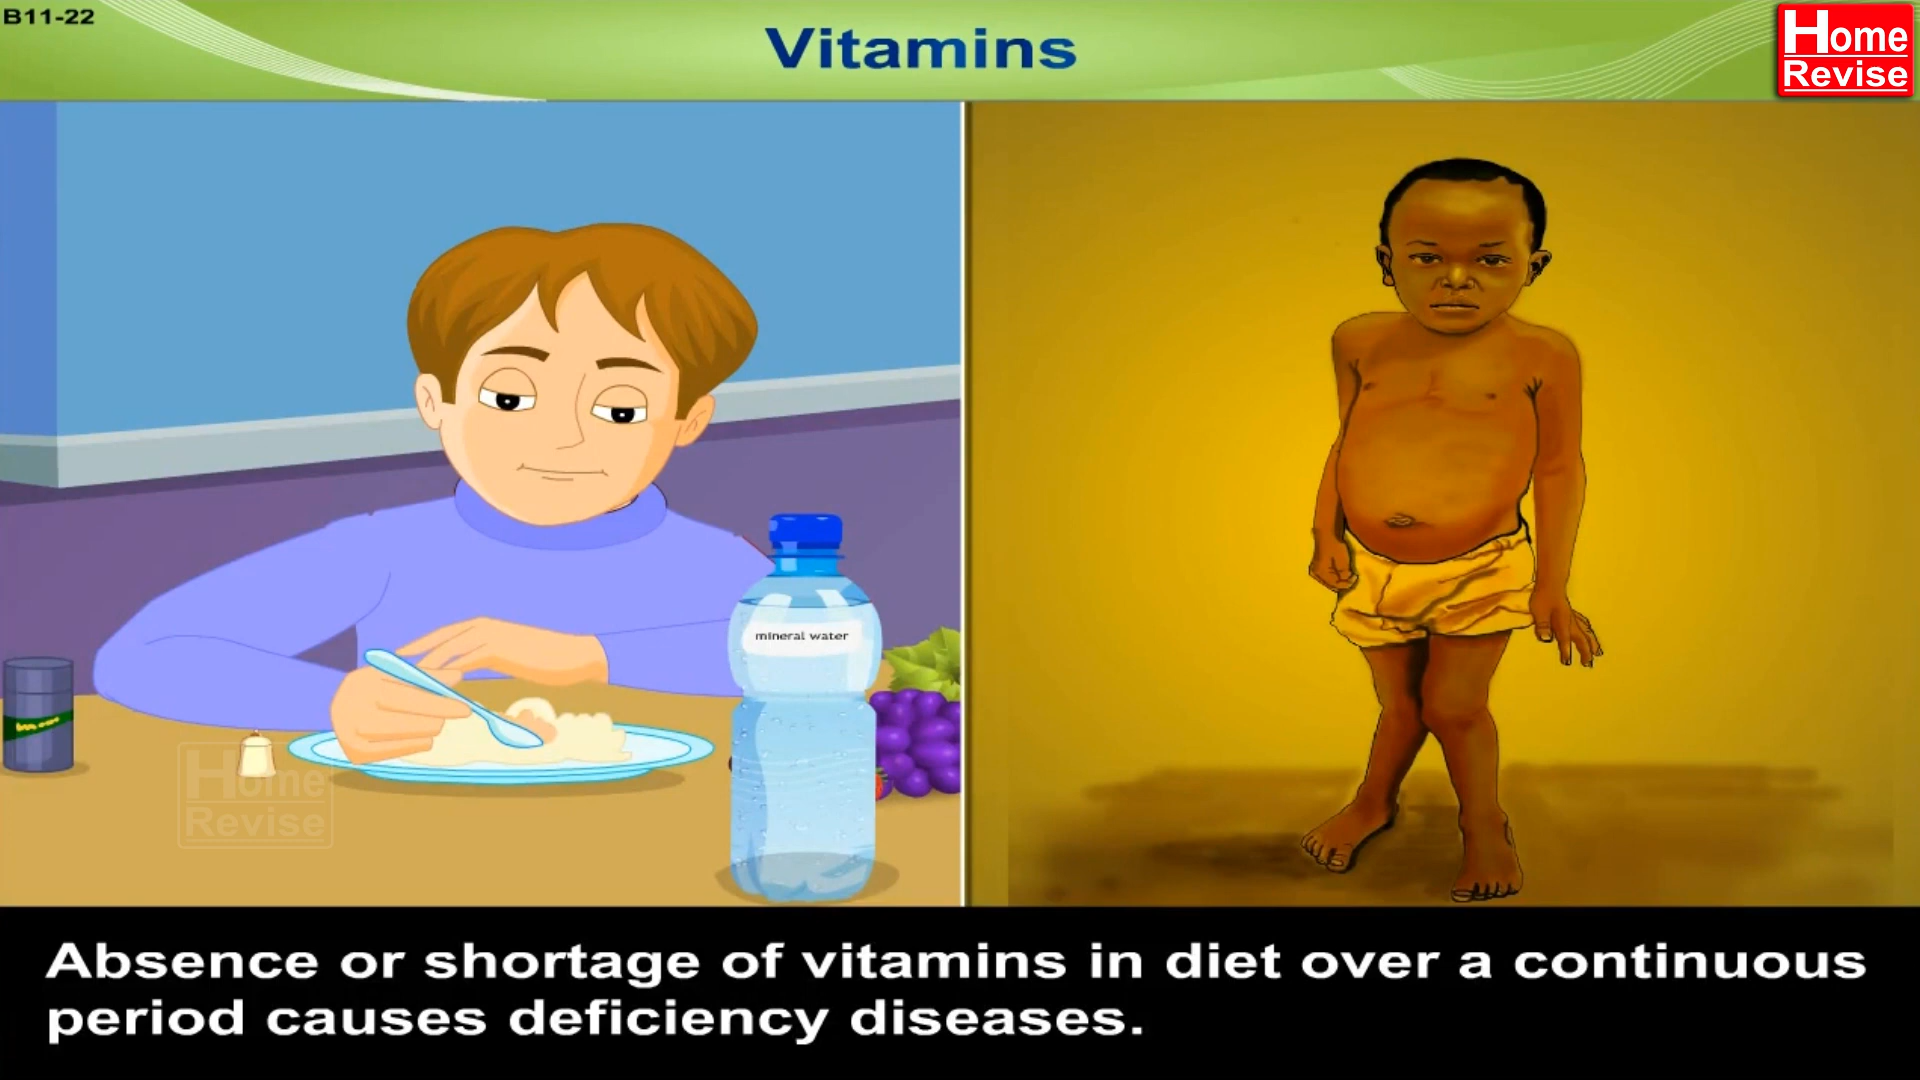 B11-22
Vitamins
Home
Revise
mineral water
Home
Revise
Absence or shortage of vitamins in diet over a continuous
period causes deficiency diseases.